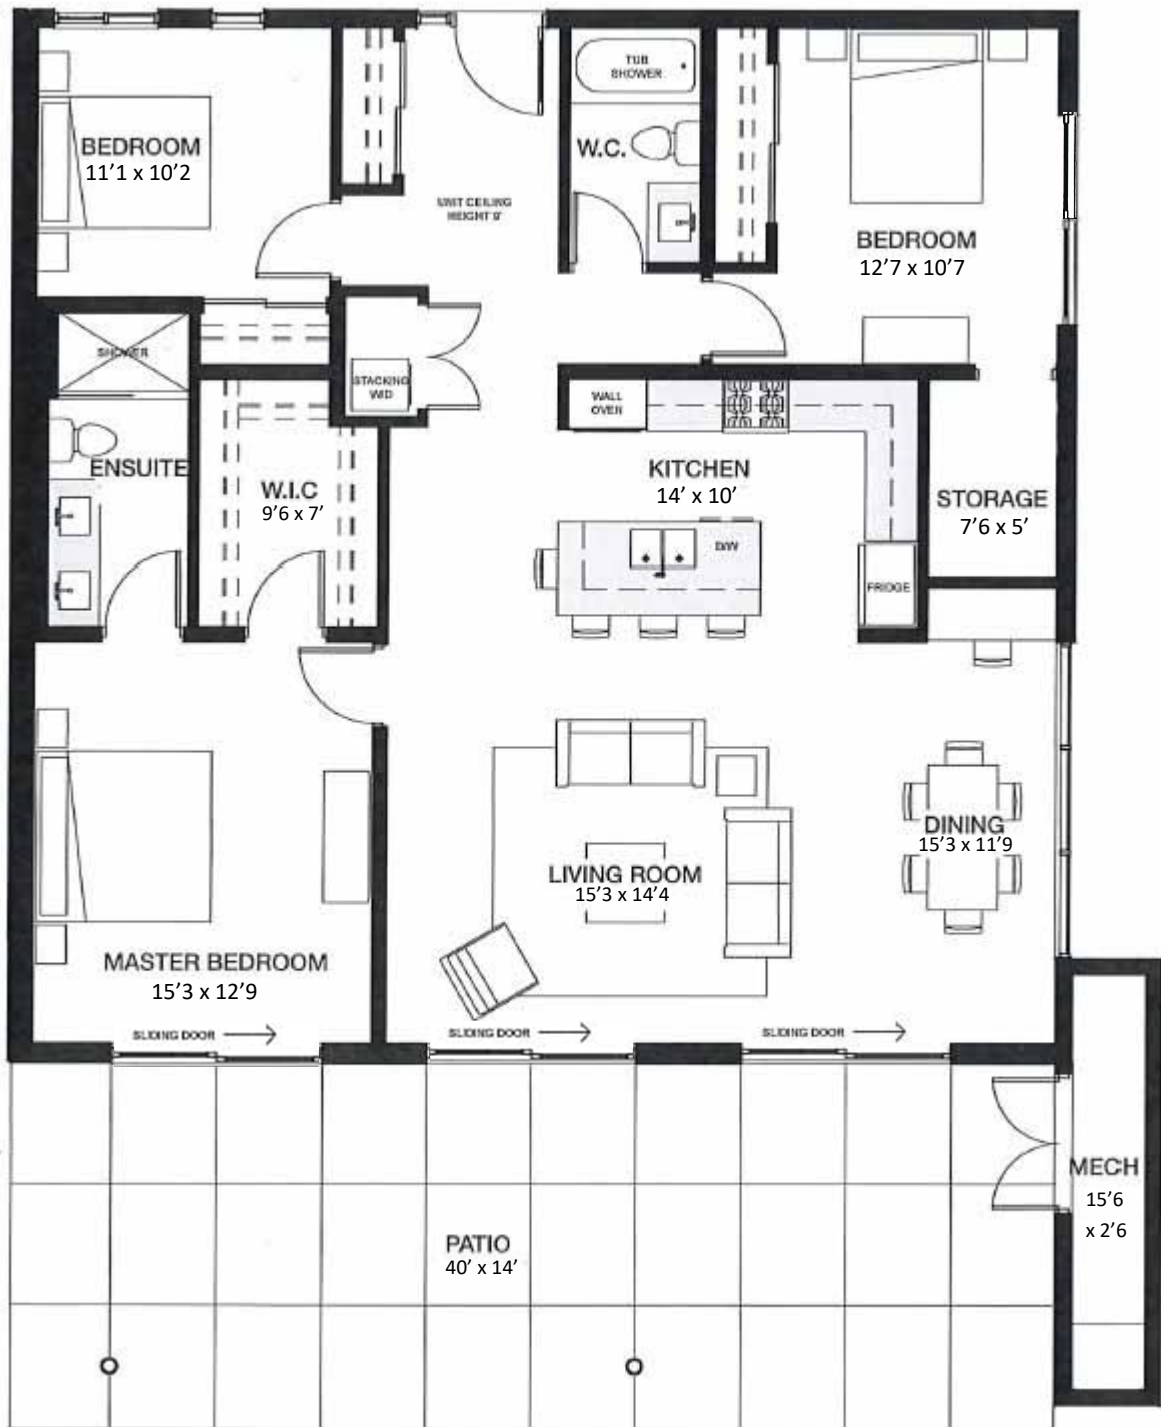 TUB
SHOWER
BEDROOM
11'1 x 10'2
W.C.
UNIT CEILING
HEIGHT 9'
BEDROOM
12'7 x 10'7
SHOWER
STACKING
W/D
WALL
OVEN
ENSUITE
W.I.C
9'6 x 7'
KITCHEN
14' x 10'
STORAGE
7'6 x 5'
D/W
FRIDGE
DINING
15'3 x 11'9
LIVING ROOM
15'3 x 14'4
MASTER BEDROOM
15'3 x 12'9
SLIDING DOOR
SLIDING DOOR
SLIDING DOOR
MECH
15'6
x 2'6
PATIO
40' x 14'